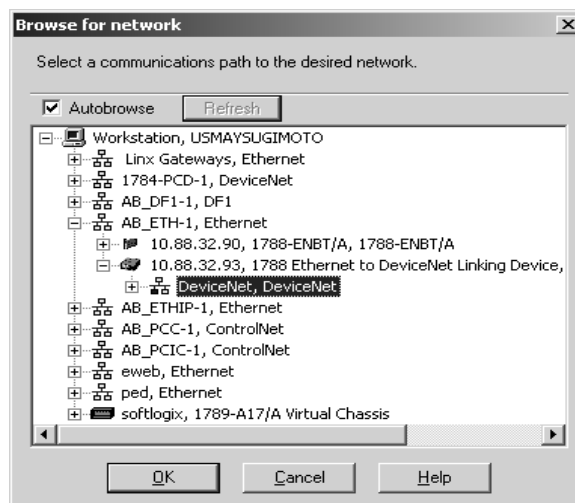 Browse for network
Select a communications path to the desired network.
Autobrowse
Refresh
Workstation, USMAYSUGIMOTO
Linx Gateways, Ethernet
1784-PCD-1, DeviceNet
AB_DF1-1, DF1
AB_ETH-1, Ethernet
10.88.32.90, 1788-ENBT/A, 1788-ENBT/A
10.88.32.93, 1788 Ethernet to DeviceNet Linking Device,
DeviceNet, DeviceNet
AB_ETHIP-1, Ethernet
AB_PCC-1, ControlNet
AB_PCIC-1, ControlNet
eweb, Ethernet
ped, Ethernet
softlogix, 1789-A17/A Virtual Chassis
OK
Cancel
Help